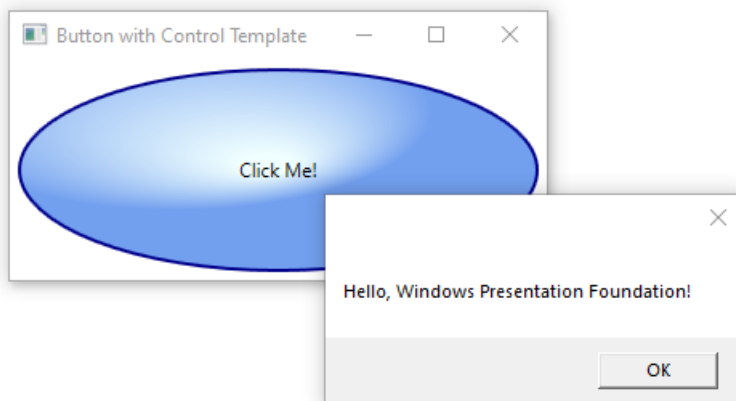 Button with Control Template
Click Me!
Hello, Windows Presentation Foundation!
OK